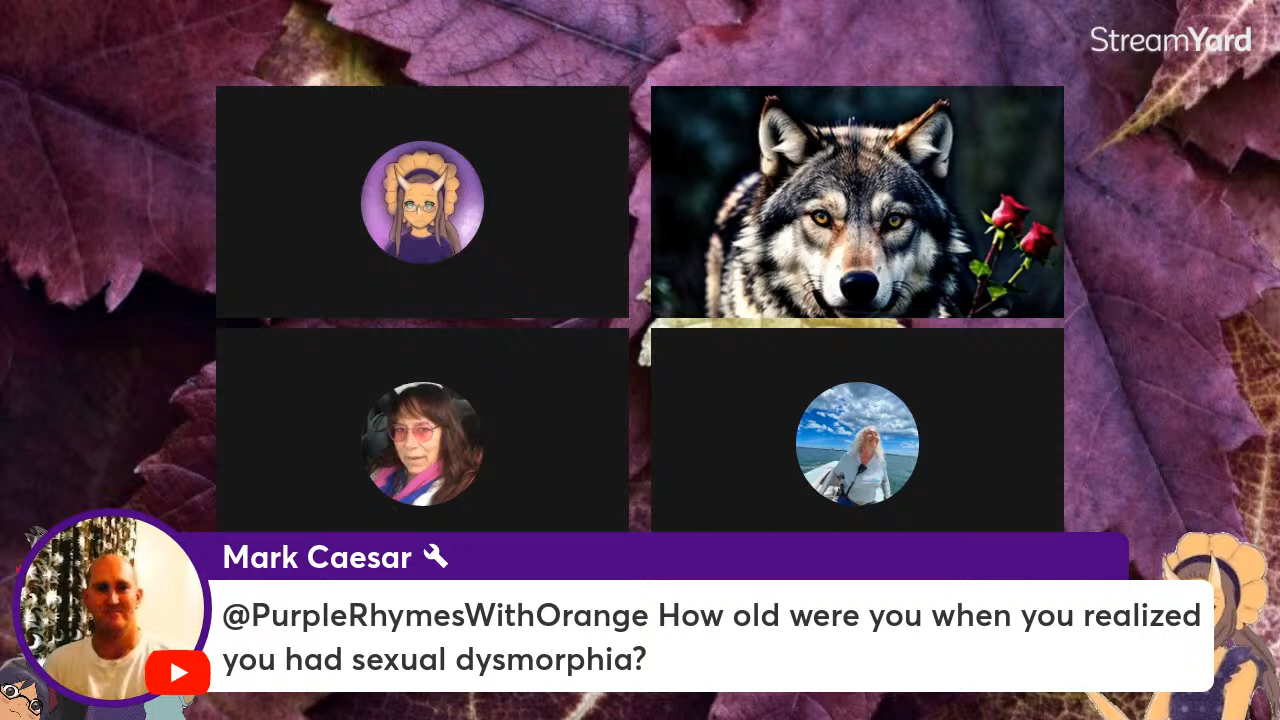 StreamYard
Mark Caesar
@PurpleRhymesWithOrange How old were you when you realized
you had sexual dysmorphia?